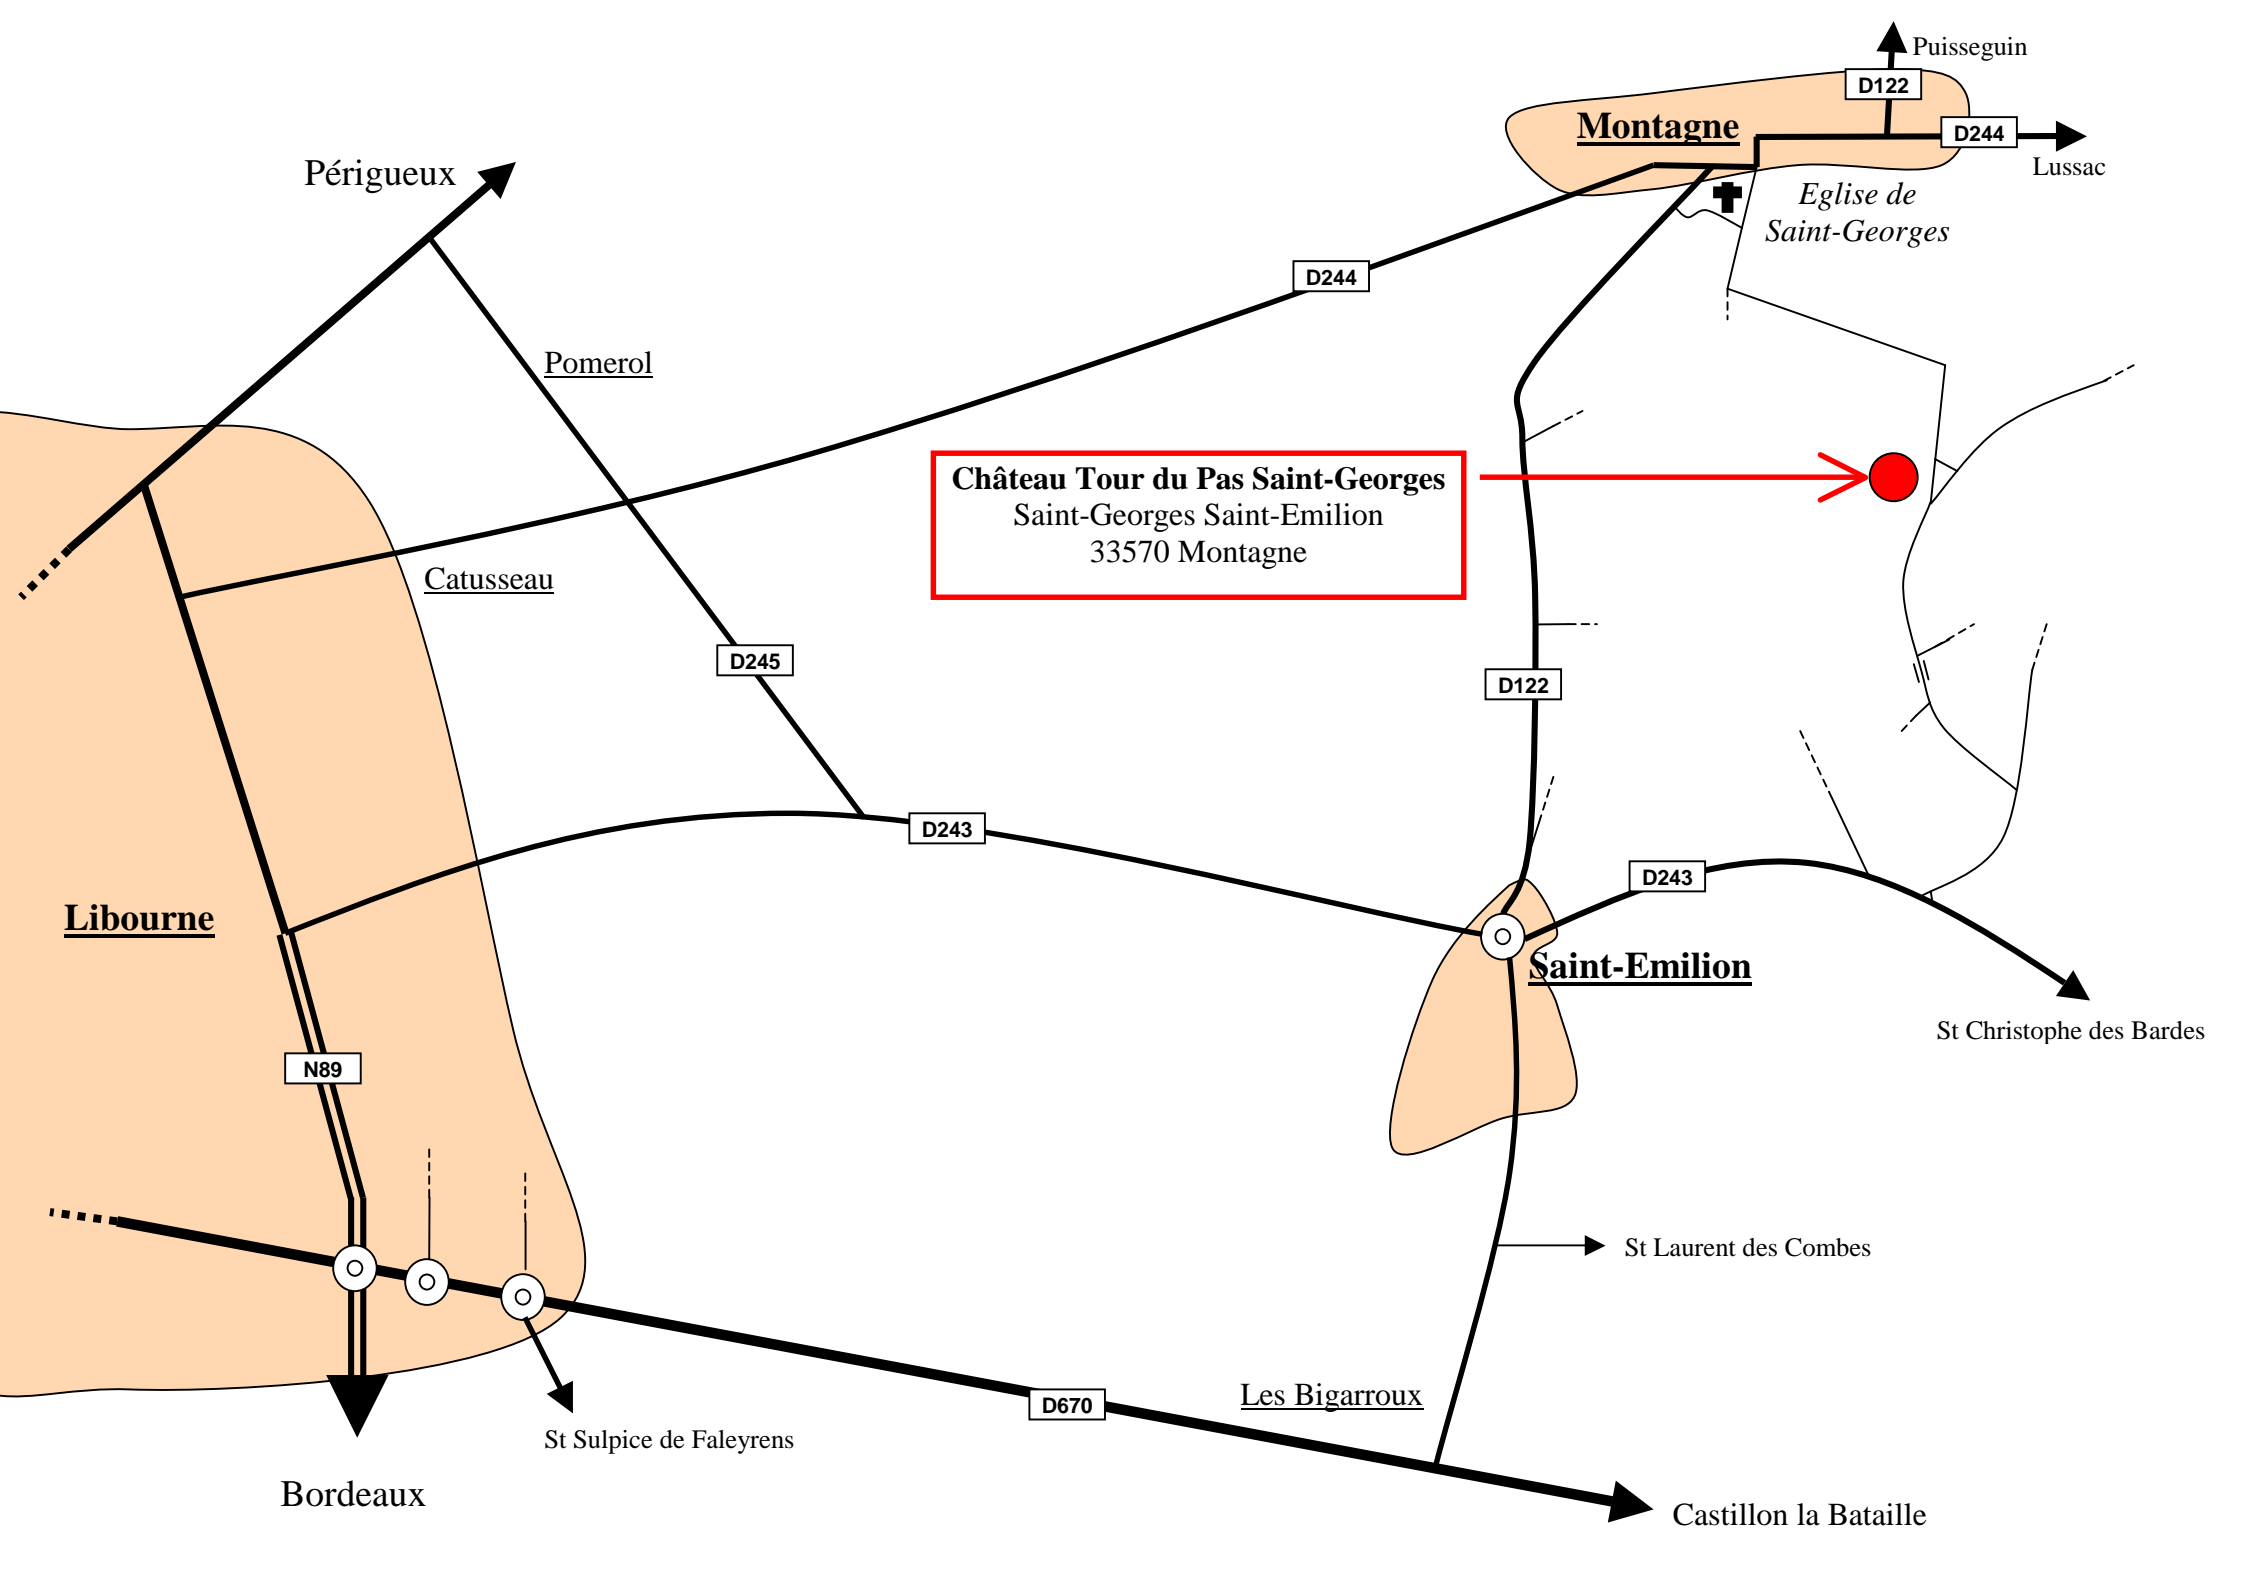 Puisseguin
D122
Montagne
D244
Lussac
Périgueux
Eglise de
Saint-Georges
D244
Pomerol
Château Tour du Pas Saint-Georges
Saint-Georges Saint-Emilion
33570 Montagne
Catusseau
D245
D122
D243
D243
Libourne
Saint-Emilion
St Christophe des Bardes
N89
St Laurent des Combes
Les Bigarroux
D670
St Sulpice de Faleyrens
Bordeaux
Castillon la Bataille